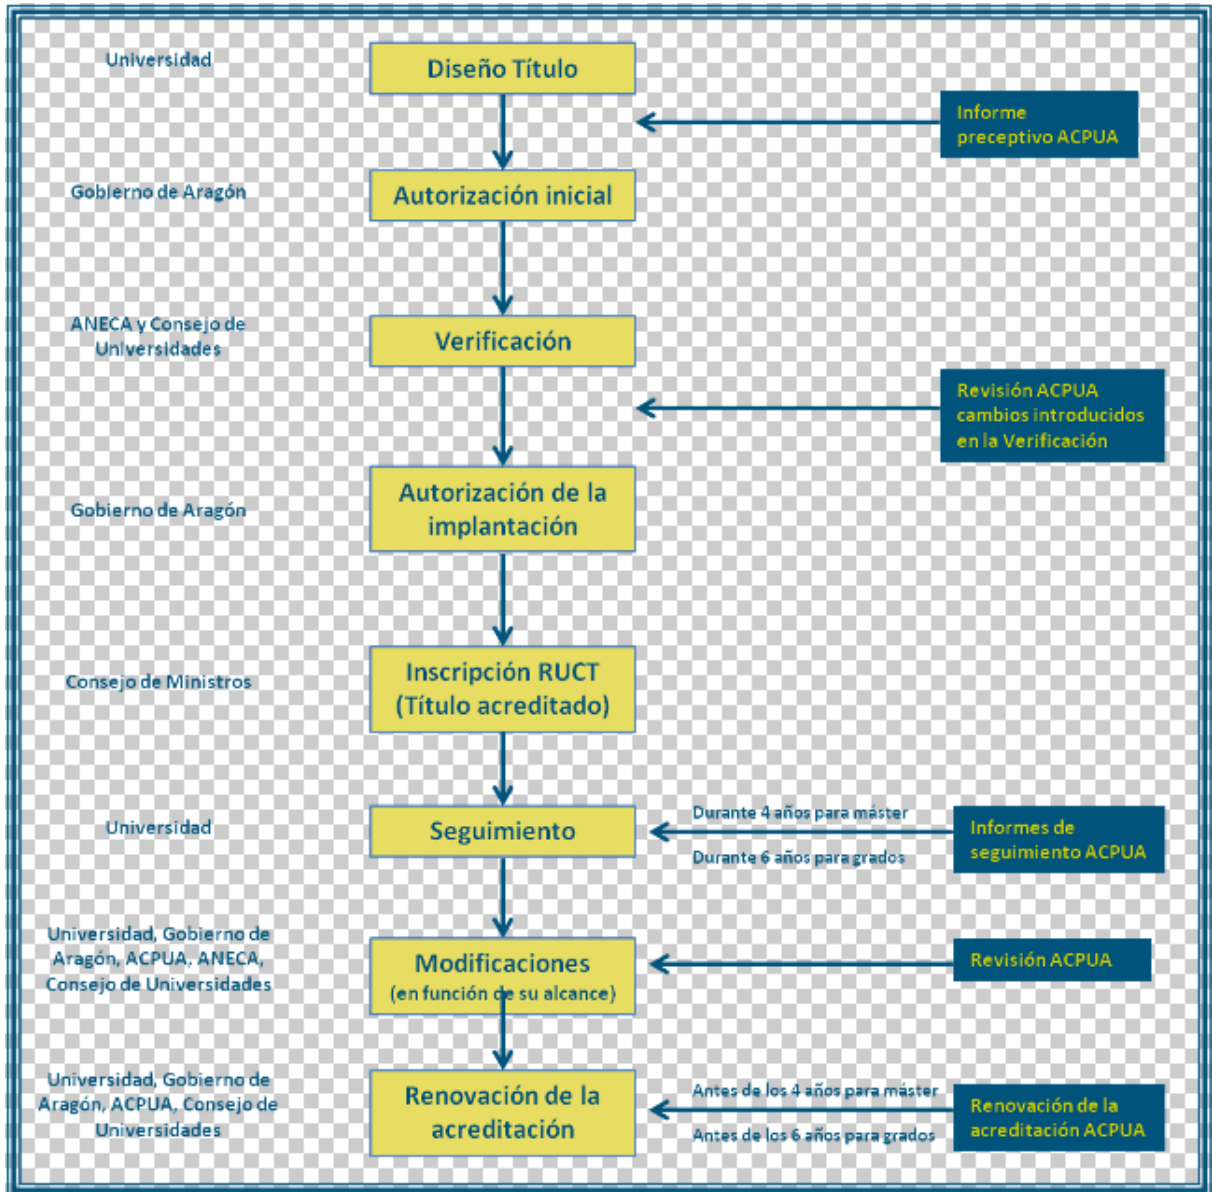 Universidad
Diseño Título
Informe
preceptivo ACPUA
Gobierno de Aragón
Autorización inicial
ANECA y Consejo de
Universidades
Verificación
Revisión ACPUA
cambios introducidos
en la Verificación
Gobierno de Aragón
Autorización de la
implantación
Consejo de Ministros
Inscripción RUCT
(Título acreditado)
Universidad
Seguimiento
Durante 4 años para máster
Durante 6 años para grados
Informes de
seguimiento ACPUA
Universidad, Gobierno de
Aragón, ACPUA, ANECA,
Consejo de Universidades
Modificaciones
(en función de su alcance)
Revisión ACPUA
Universidad, Gobierno de
Aragón, ACPUA, Consejo de
Universidades
Renovación de la
acreditación
Antes de los 4 años para máster
Antes de los 6 años para grados
Renovación de la
acreditación ACPUA